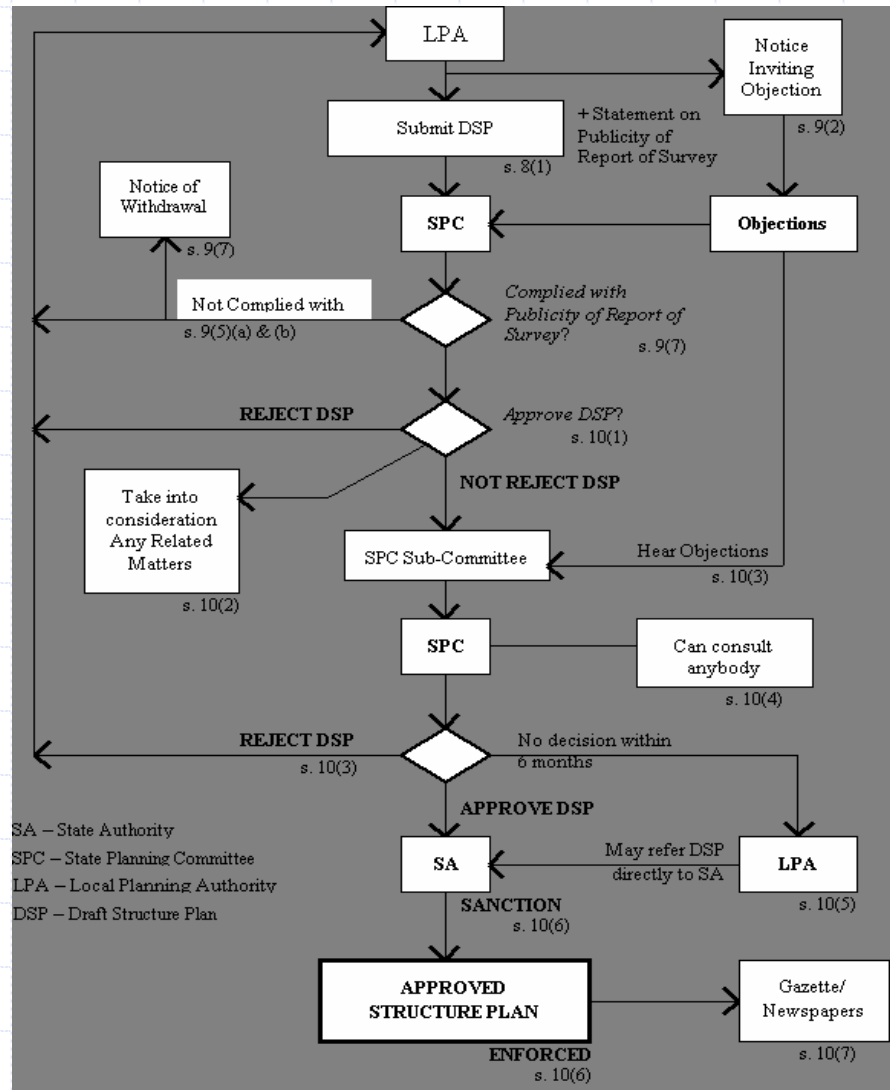 LPA
Notice
Inviting
Objection
s. 9(2)
Submit DSP
s. 8(1)
+ Statement on
Publicity of
Report of Survey
Notice of
Withdrawal
s. 9(7)
SPC
Objections
Not Complied with
s. 9(5)(a) & (b)
Complied with
Publicity of Report of
Survey?
s. 9(7)
REJECT DSP
Approve DSP?
s. 10(1)
NOT REJECT DSP
Take into
consideration
Any Related
Matters
s. 10(2)
SPC Sub-Committee
Hear Objections
s. 10(3)
SPC
Can consult
anybody
s. 10(4)
REJECT DSP
s. 10(3)
No decision within
6 months
APPROVE DSP
SA – State Authority
SPC – State Planning Committee
LPA – Local Planning Authority
DSP – Draft Structure Plan
SA
May refer DSP
directly to SA
LPA
s. 10(5)
SANCTION
s. 10(6)
APPROVED
STRUCTURE PLAN
Gazette/
Newspapers
s. 10(7)
ENFORCED
s. 10(6)